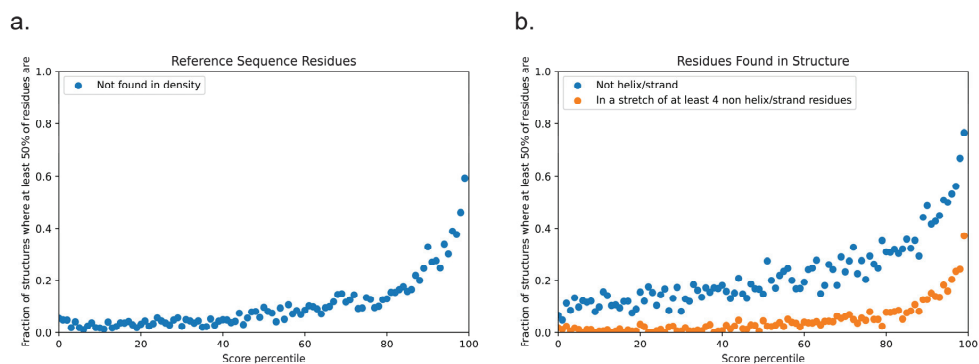 a.
Reference Sequence Residues
Fraction of structures where at least 50% of residues are
1.0
0.8
0.6
0.4
0.2
0.0
Not found in density
0
20
40
60
80
100
Score percentile
b.
Residues Found in Structure
Fraction of structures where at least 50% of residues are
1.0
0.8
0.6
0.4
0.2
0.0
Not helix/strand
In a stretch of at least 4 non helix/strand residues
0
20
40
60
80
100
Score percentile